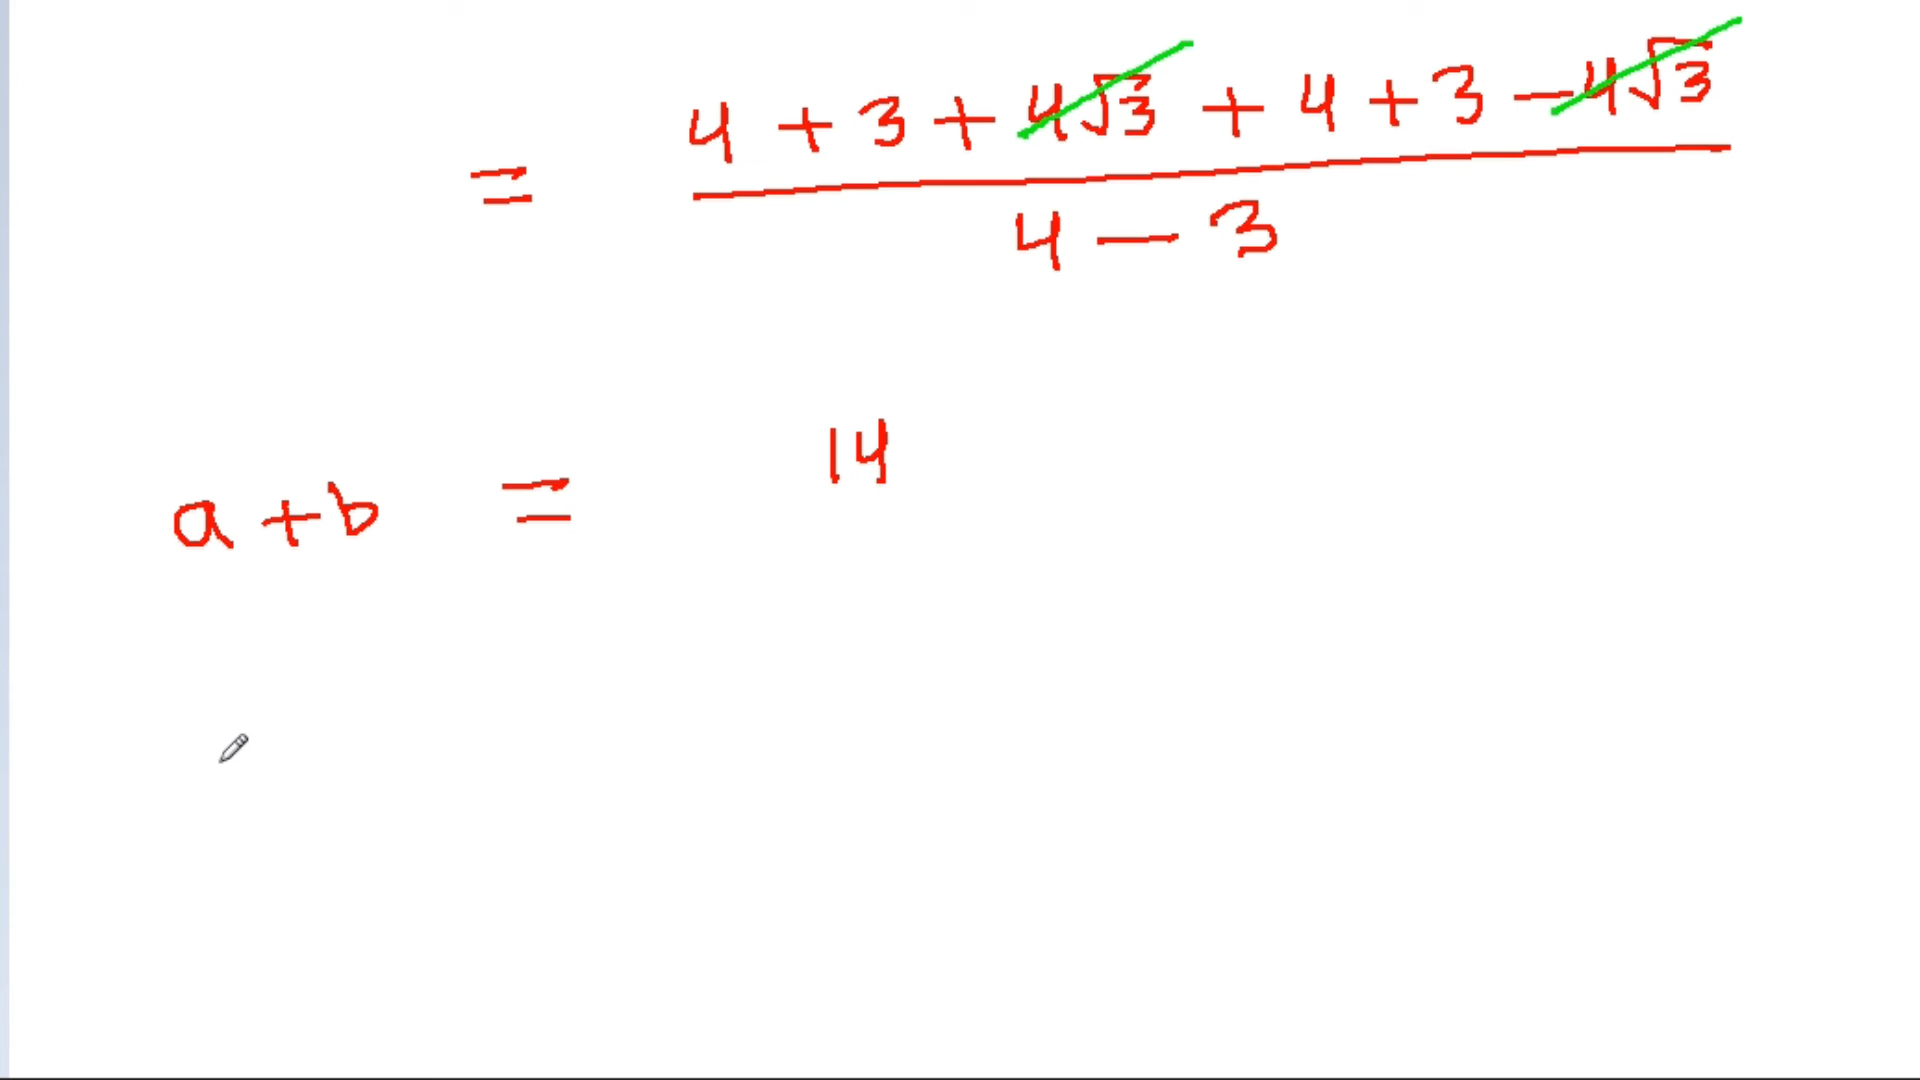 4 + 3 + 4√3 + 4 + 3 - 4√3
=
4 - 3
14
a + b =